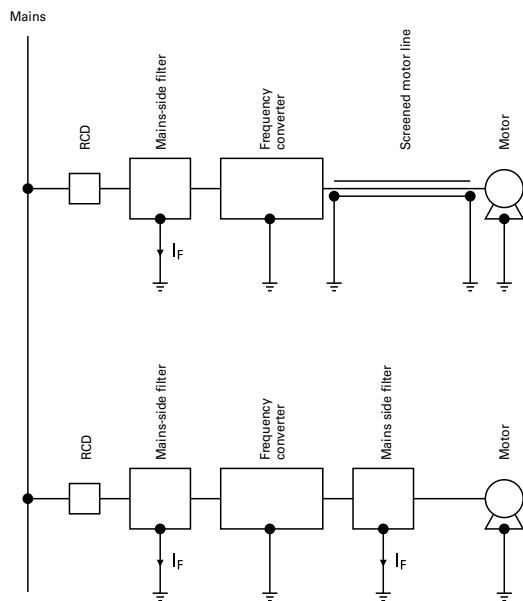 Mains
RCD
Mains-side filter
Frequency
converter
Screened motor line
Motor
I_F
RCD
Mains-side filter
Frequency
converter
Mains side filter
Motor
I_F
I_F